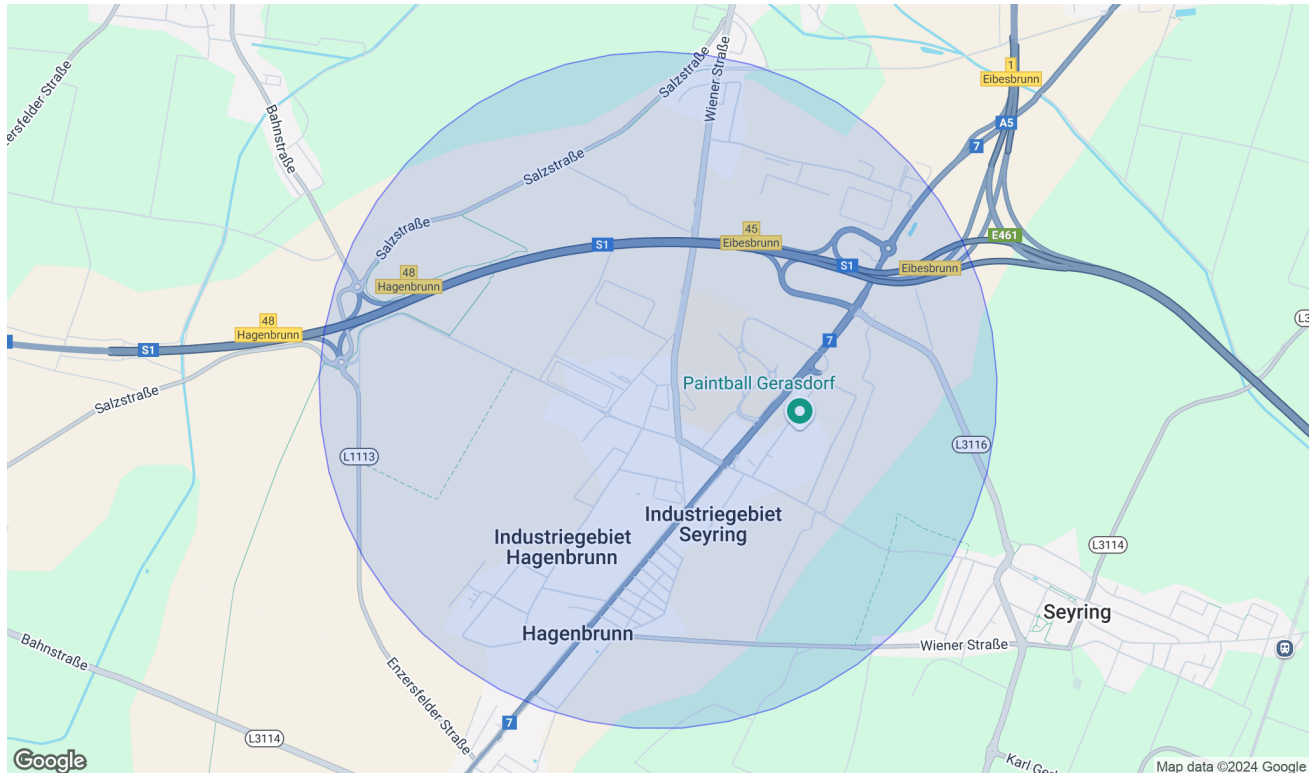 Salzstraße
Wiener Straße
1
Eibesbrunn
Enzersfelder Straße
Bahnstraße
A5
7
Salzstraße
Salzstraße
45
Eibesbrunn
S1
E461
48
Hagenbrunn
S1
Eibesbrunn
48
Hagenbrunn
S1
7
Paintball Gerasdorf
Salzstraße
L1113
L3116
Industriegebiet
Seyring
Industriegebiet
Hagenbrunn
L3114
Seyring
Hagenbrunn
Wiener Straße
Bahnstraße
Enzersfelder Straße
7
L3114
Google
Map data ©2024 Google